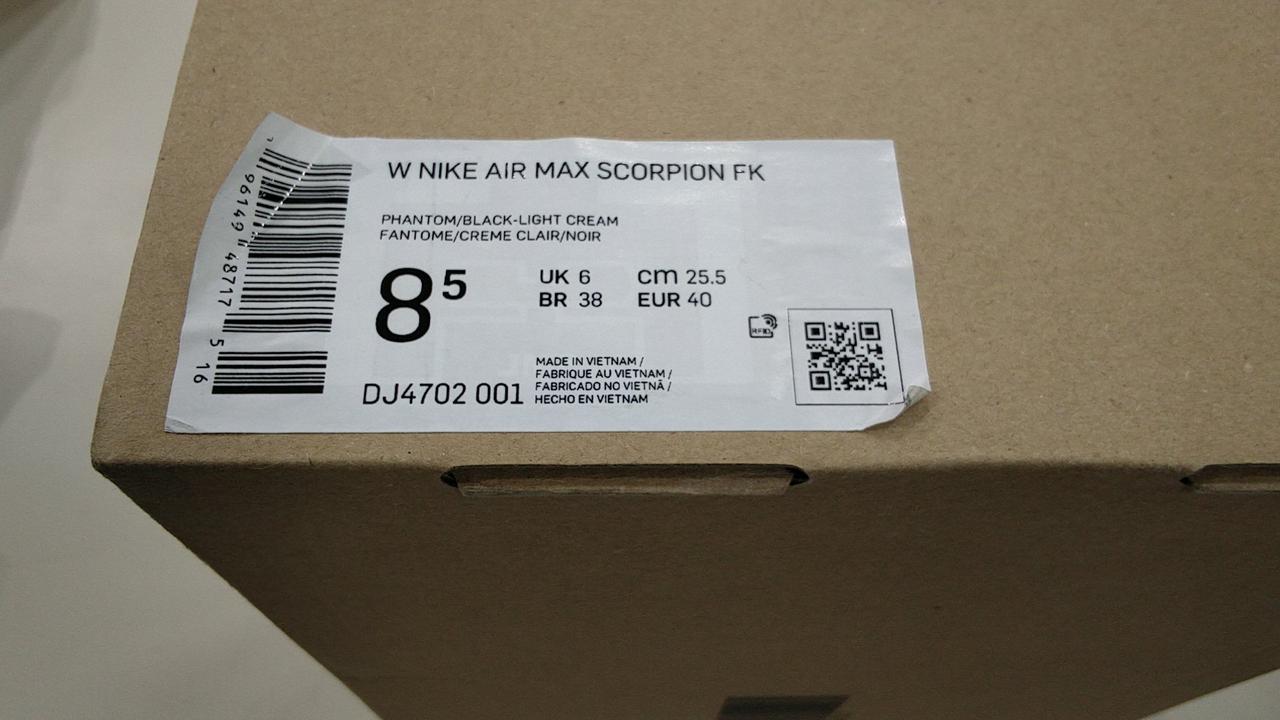 W NIKE AIR MAX SCORPION FK
PHANTOM/BLACK-LIGHT CREAM
FANTOME/CREME CLAIR/NOIR
8⁵
UK 6 cm 25.5
BR 38 EUR 40
RFID
MADE IN VIETNAM /
FABRIQUE AU VIETNAM /
FABRICADO NO VIETNÃ /
HECHO EN VIETNAM
DJ4702 001
96149 48717 5 16